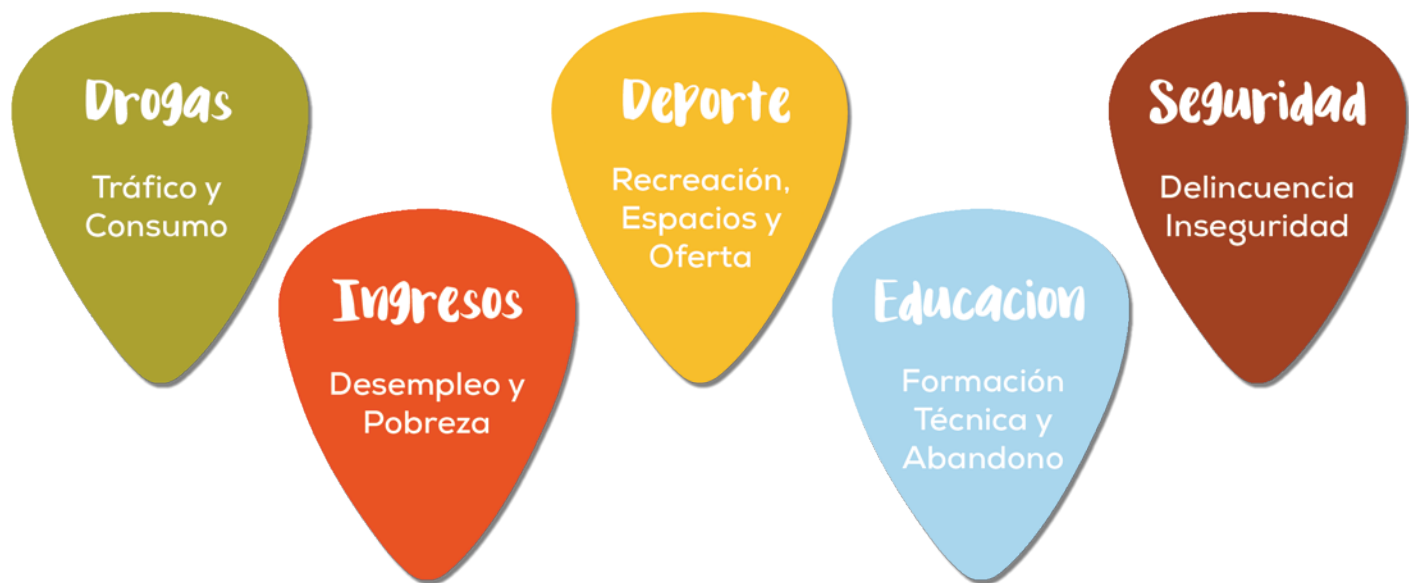 Drogas
Tráfico y
Consumo
Ingresos
Desempleo y
Pobreza
Deporte
Recreación,
Espacios y
Oferta
Educacion
Formación
Técnica y
Abandono
Seguridad
Delincuencia
Inseguridad